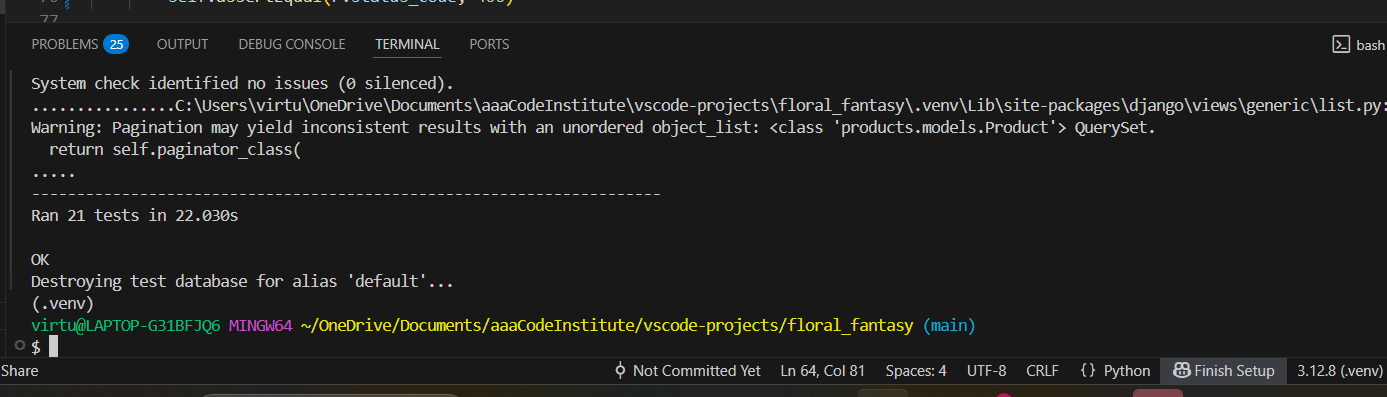 77
PROBLEMS 25 OUTPUT DEBUG CONSOLE TERMINAL PORTS
bash
System check identified no issues (0 silenced).
................C:\Users\virtu\OneDrive\Documents\aaaCodeInstitute\vscode-projects\floral_fantasy\.venv\Lib\site-packages\django\views\generic\list.py:
Warning: Pagination may yield inconsistent results with an unordered object_list: <class 'products.models.Product'> QuerySet.
  return self.paginator_class(
.....
----------------------------------------------------------------------
Ran 21 tests in 22.030s
OK
Destroying test database for alias 'default'...
(.venv)
virtu@LAPTOP-G31BFJQ6 MINGW64 ~/OneDrive/Documents/aaaCodeInstitute/vscode-projects/floral_fantasy (main)
$
Share Not Committed Yet Ln 64, Col 81 Spaces: 4 UTF-8 CRLF {} Python Finish Setup 3.12.8 (.venv)